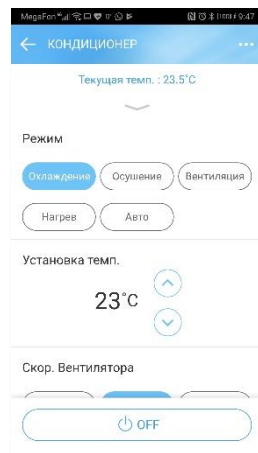 MegaFon 9:47
← КОНДИЦИОНЕР ...
Текущая темп. : 23.5°C
Режим
Охлаждение Осушение Вентиляция
Нагрев Авто
Установка темп.
23°C
Скор. Вентилятора
OFF